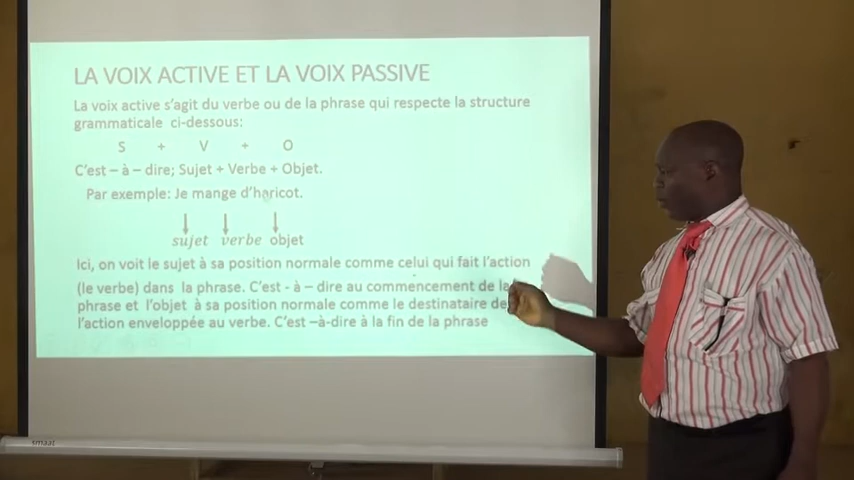 LA VOIX ACTIVE ET LA VOIX PASSIVE
La voix active s'agit du verbe ou de la phrase qui respecte la structure
grammaticale ci-dessous:
S + V + O
C'est – à – dire; Sujet + Verbe + Objet.
Par exemple: Je mange d'haricot.
sujet verbe objet
Ici, on voit le sujet à sa position normale comme celui qui fait l'action
(le verbe) dans la phrase. C'est - à – dire au commencement de la
phrase et l'objet à sa position normale comme le destinataire de
l'action enveloppée au verbe. C'est –à-dire à la fin de la phrase
smaat